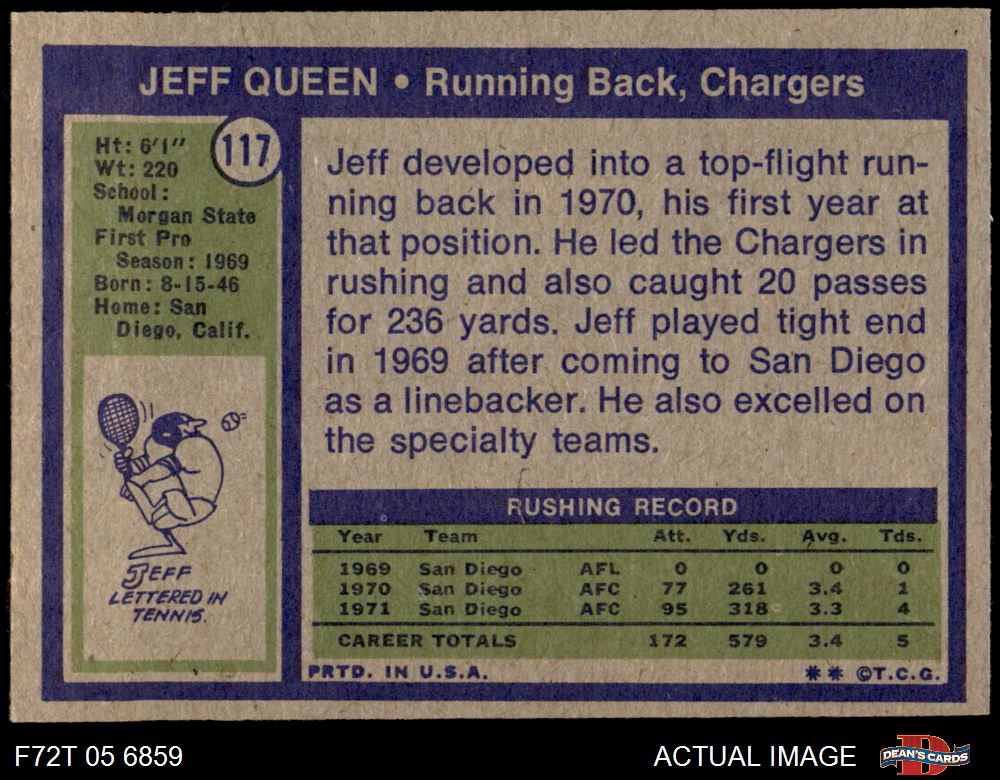 JEFF QUEEN • Running Back, Chargers
117
Ht: 6'1"
Wt: 220
School:
Morgan State
First Pro
Season: 1969
Born: 8-15-46
Home: San
Diego, Calif.
JEFF
LETTERED IN
TENNIS.
Jeff developed into a top-flight run-
ning back in 1970, his first year at
that position. He led the Chargers in
rushing and also caught 20 passes
for 236 yards. Jeff played tight end
in 1969 after coming to San Diego
as a linebacker. He also excelled on
the specialty teams.
RUSHING RECORD
Year Team Att. Yds. Avg. Tds.
1969 San Diego AFL 0 0 0 0
1970 San Diego AFC 77 261 3.4 1
1971 San Diego AFC 95 318 3.3 4
CAREER TOTALS 172 579 3.4 5
PRTD. IN U.S.A. ** ©T.C.G.
F72T 05 6859 ACTUAL IMAGE DEAN'S CARDS